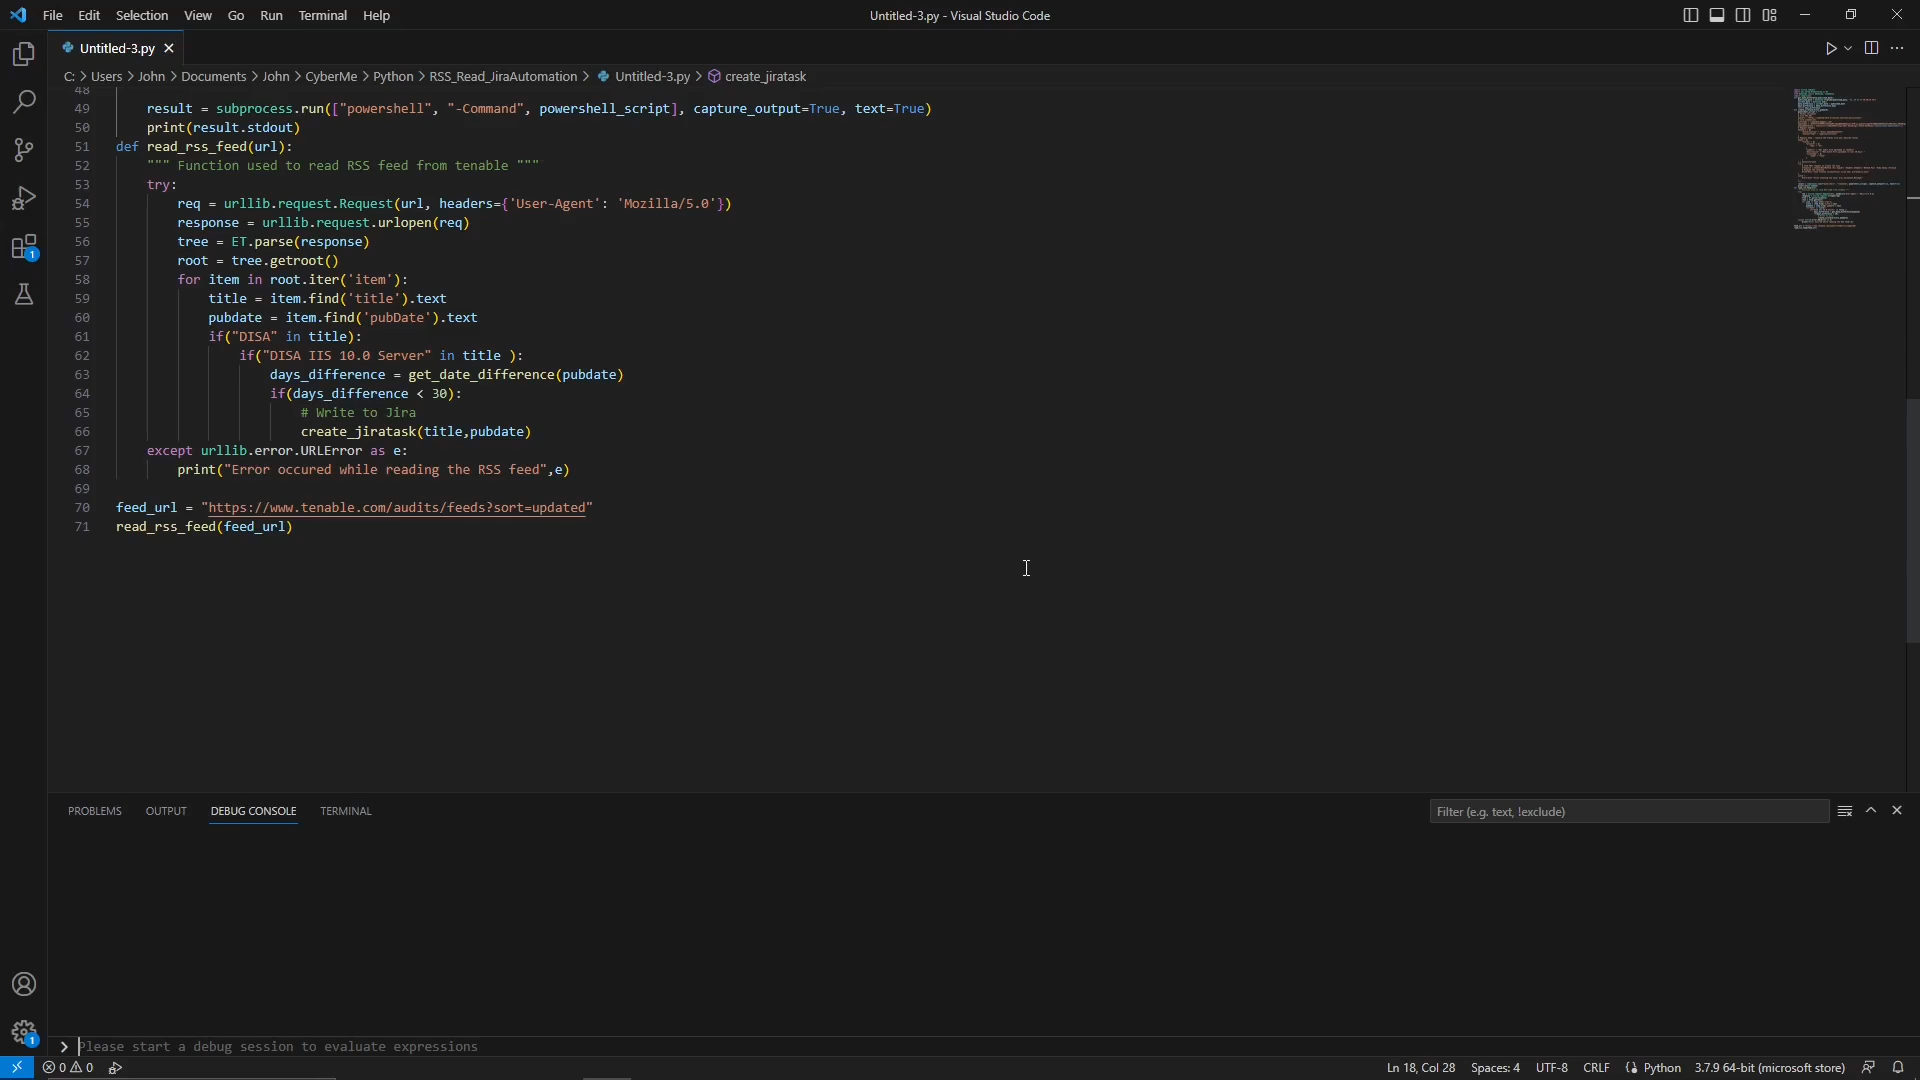 File Edit Selection View Go Run Terminal Help
Untitled-3.py - Visual Studio Code
Untitled-3.py
C: > Users > John > Documents > John > CyberMe > Python > RSS_Read_JiraAutomation > Untitled-3.py > create_jiratask
48
49 result = subprocess.run(["powershell", "-Command", powershell_script], capture_output=True, text=True)
50 print(result.stdout)
51 def read_rss_feed(url):
52 """ Function used to read RSS feed from tenable """
53 try:
54 req = urllib.request.Request(url, headers={'User-Agent': 'Mozilla/5.0'})
55 response = urllib.request.urlopen(req)
56 tree = ET.parse(response)
57 root = tree.getroot()
58 for item in root.iter('item'):
59 title = item.find('title').text
60 pubdate = item.find('pubDate').text
61 if("DISA" in title):
62 if("DISA IIS 10.0 Server" in title ):
63 days_difference = get_date_difference(pubdate)
64 if(days_difference < 30):
65 # Write to Jira
66 create_jiratask(title,pubdate)
67 except urllib.error.URLError as e:
68 print("Error occured while reading the RSS feed",e)
69
70 feed_url = "https://www.tenable.com/audits/feeds?sort=updated"
71 read_rss_feed(feed_url)
1
PROBLEMS OUTPUT DEBUG CONSOLE TERMINAL
Filter (e.g. text, !exclude)
Please start a debug session to evaluate expressions
1
0 0
Ln 18, Col 28 Spaces: 4 UTF-8 CRLF Python 3.7.9 64-bit (microsoft store)